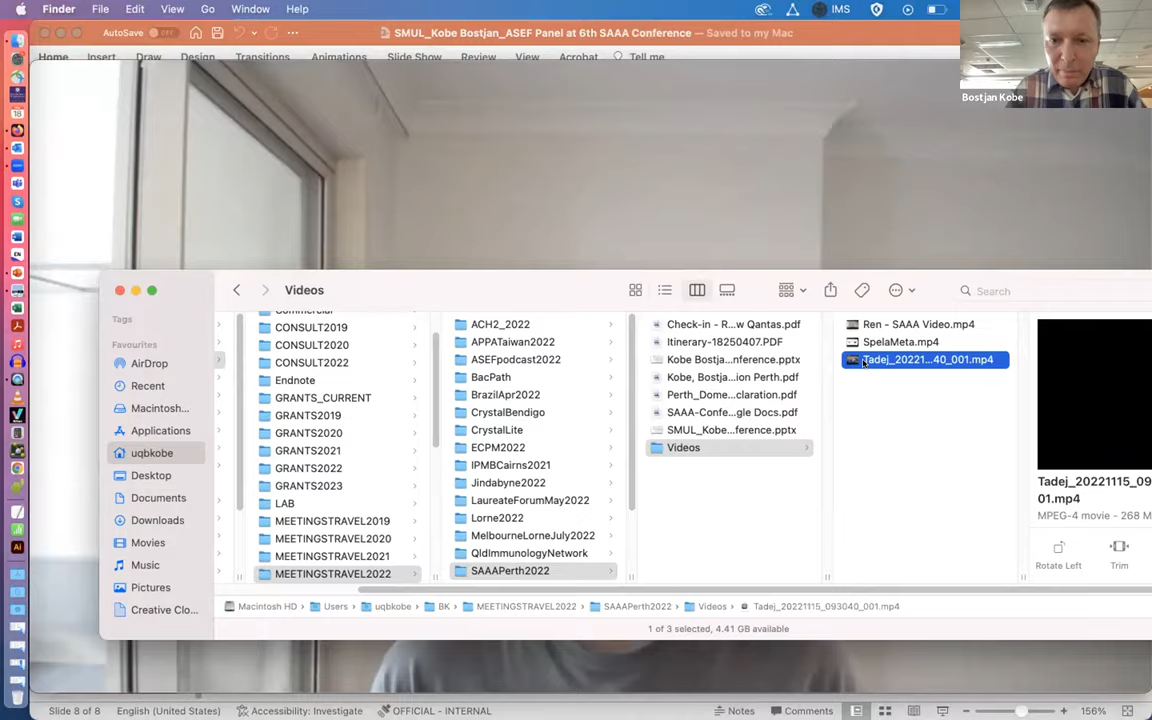 Finder File Edit View Go Window Help IMS
AutoSave OFF SMUL_Kobe Bostjan_ASEF Panel at 6th SAAA Conference — Saved to my Mac
Home Insert Draw Design Transitions Animations Slide Show Review View Acrobat Tell me
Bostjan Kobe
18
Videos
Search
Tags
Favourites
AirDrop
Recent
Macintosh...
Applications
uqbkobe
Desktop
Documents
Downloads
Movies
Music
Pictures
Creative Clo...
CONSULT2019
CONSULT2020
CONSULT2022
Endnote
GRANTS_CURRENT
GRANTS2019
GRANTS2020
GRANTS2021
GRANTS2022
GRANTS2023
LAB
MEETINGSTRAVEL2019
MEETINGSTRAVEL2020
MEETINGSTRAVEL2021
MEETINGSTRAVEL2022
ACH2_2022
APPATaiwan2022
ASEFpodcast2022
BacPath
BrazilApr2022
CrystalBendigo
CrystalLite
ECPM2022
IPMBCairns2021
Jindabyne2022
LaureateForumMay2022
Lorne2022
MelbourneLorneJuly2022
QldImmunologyNetwork
SAAAPerth2022
Check-in - R...w Qantas.pdf
Itinerary-18250407.PDF
Kobe Bostja...nference.pptx
Kobe, Bostja...ion Perth.pdf
Perth_Dome...claration.pdf
SAAA-Confe...gle Docs.pdf
SMUL_Kobe...ference.pptx
Videos
Ren - SAAA Video.mp4
SpelaMeta.mp4
Tadej_20221...40_001.mp4
Tadej_20221115_09
01.mp4
MPEG-4 movie - 268 M
Rotate Left Trim
Macintosh HD Users uqbkobe BK MEETINGSTRAVEL2022 SAAAPerth2022 Videos Tadej_20221115_093040_001.mp4
1 of 3 selected, 4.41 GB available
Slide 8 of 8 English (United States) Accessibility: Investigate OFFICIAL - INTERNAL Notes Comments 156%